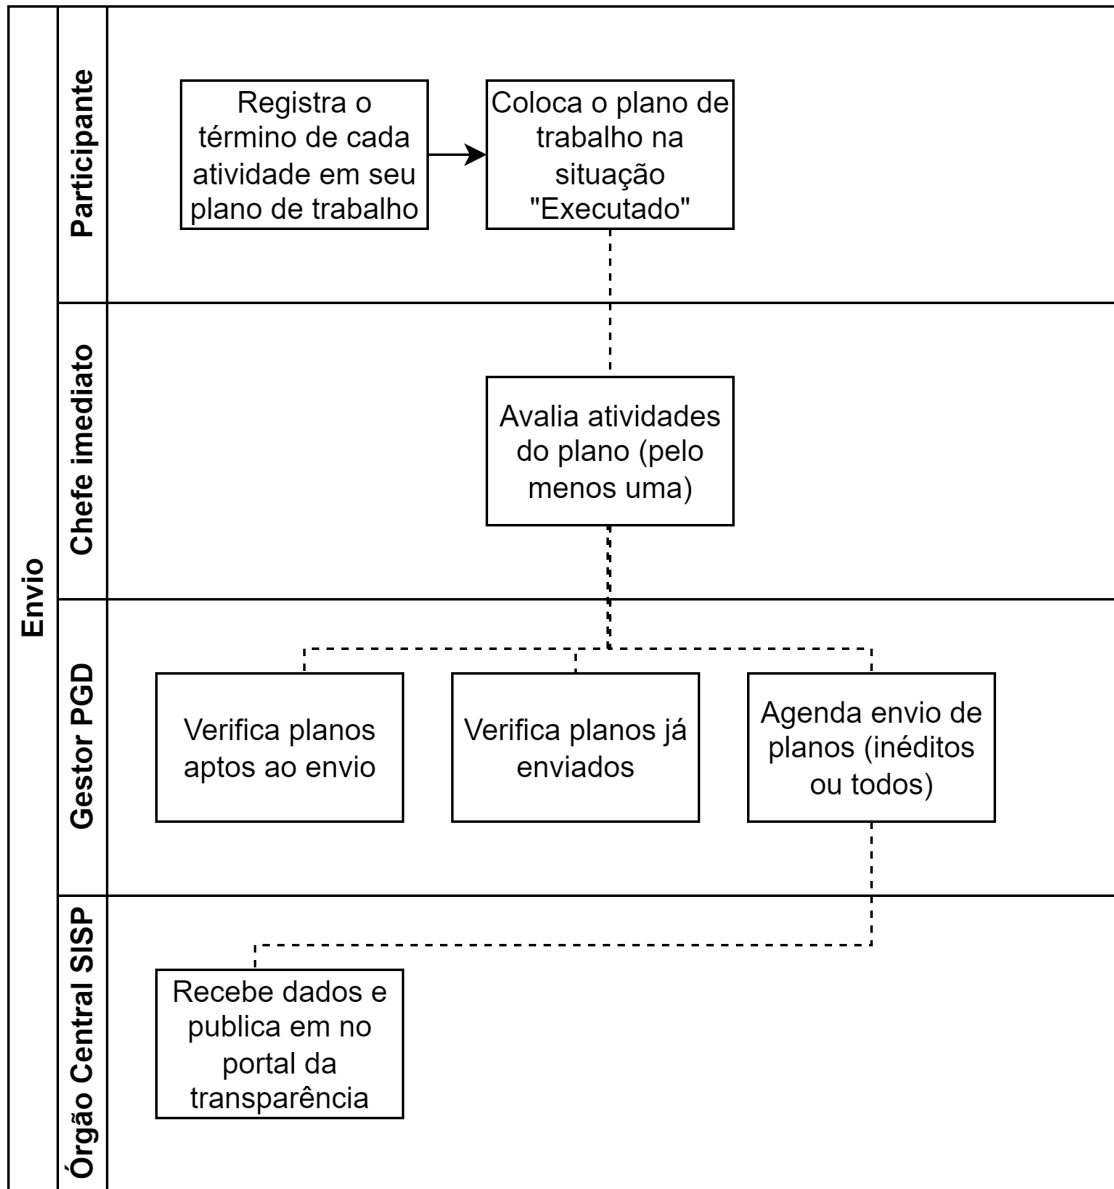 Envio
Participante
Registra o
término de cada
atividade em seu
plano de trabalho
Coloca o plano de
trabalho na
situação
"Executado"
Chefe imediato
Avalia atividades
do plano (pelo
menos uma)
Gestor PGD
Verifica planos
aptos ao envio
Verifica planos já
enviados
Agenda envio de
planos (inéditos
ou todos)
Órgão Central SISP
Recebe dados e
publica em no
portal da
transparência